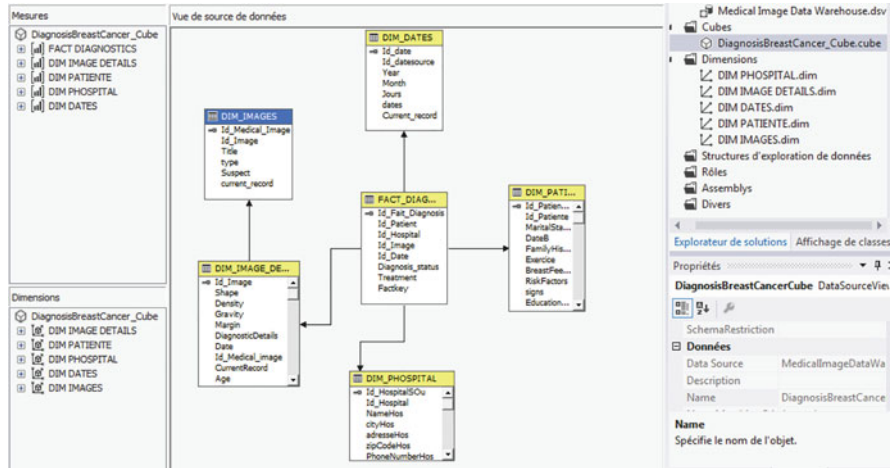 Mesures
DiagnosisBreastCancer_Cube
FACT DIAGNOSTICS
DIM IMAGE DETAILS
DIM PATIENTE
DIM PHOSPITAL
DIM DATES
Dimensions
DiagnosisBreastCancer_Cube
DIM IMAGE DETAILS
DIM PATIENTE
DIM PHOSPITAL
DIM DATES
DIM IMAGES
Vue de source de données
DIM_DATES
Id_date
Id_datesource
Year
Month
Jours
dates
Current_record
DIM_IMAGES
Id_Medical_Image
Id_Image
Title
type
Suspect
current_record
FACT_DIAG...
Id_Fait_Diagnosis
Id_Patient
Id_Hospital
Id_Image
Id_Date
Diagnosis_status
Treatment
Factkey
DIM_PATI...
Id_Patien...
Id_Patiente
MaritalSta...
DateB
FamilyHis...
Exercice
BreastFee...
RiskFactors
signs
Education...
DIM_IMAGE_DE...
Id_Image
Shape
Density
Gravity
Margin
DiagnosticDetails
Date
Id_Medical_image
CurrentRecord
Age
DIM_PHOSPITAL
Id_HospitalSOu
Id_Hospital
NameHos
cityHos
adresseHos
zipCodeHos
PhoneNumberHos
Medical Image Data Warehouse.dsv
Cubes
DiagnosisBreastCancer_Cube.cube
Dimensions
DIM PHOSPITAL.dim
DIM IMAGE DETAILS.dim
DIM DATES.dim
DIM PATIENTE.dim
DIM IMAGES.dim
Structures d'exploration de données
Rôles
Assemblys
Divers
Explorateur de solutions Affichage de classes
Propriétés
DiagnosisBreastCancerCube DataSourceView
SchemaRestriction
Données
Data Source MedicalImageDataWa
Description
Name DiagnosisBreastCance
Name
Spécifie le nom de l'objet.